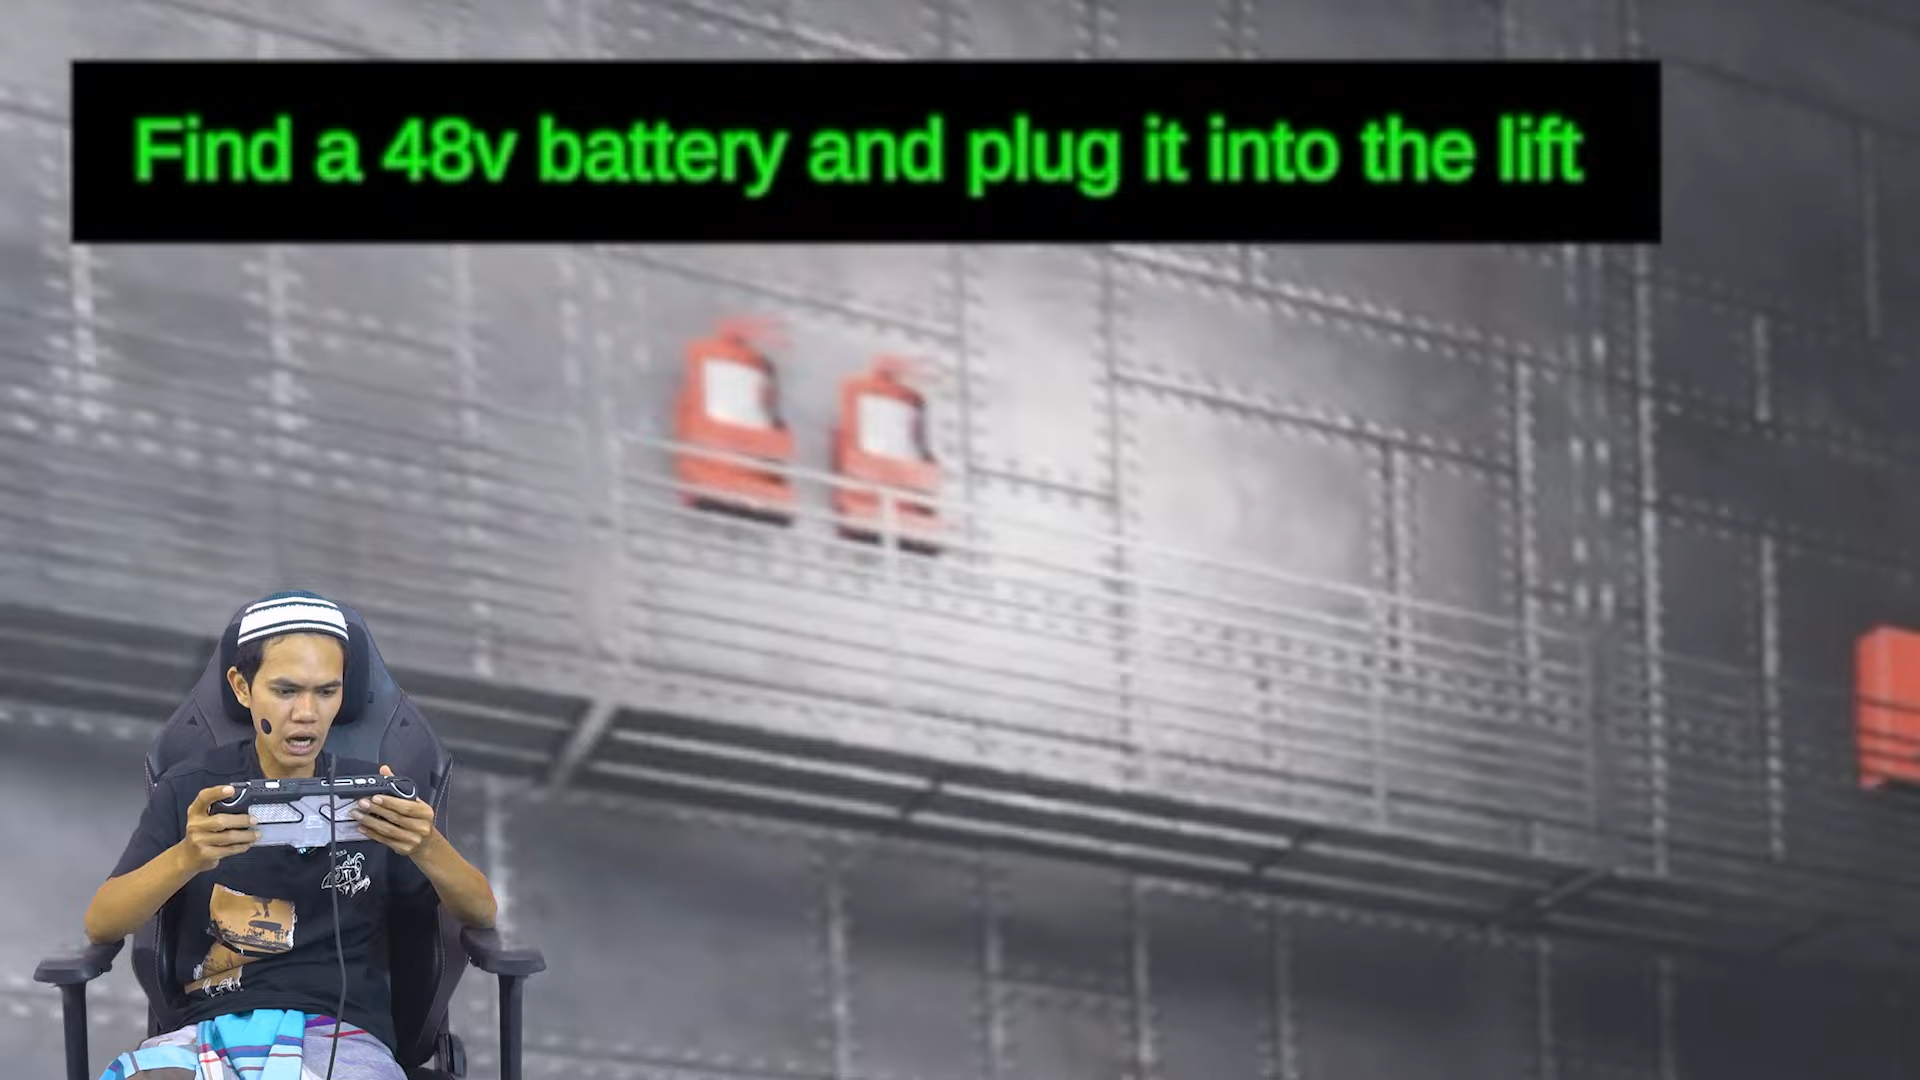 Find a 48v battery and plug it into the lift